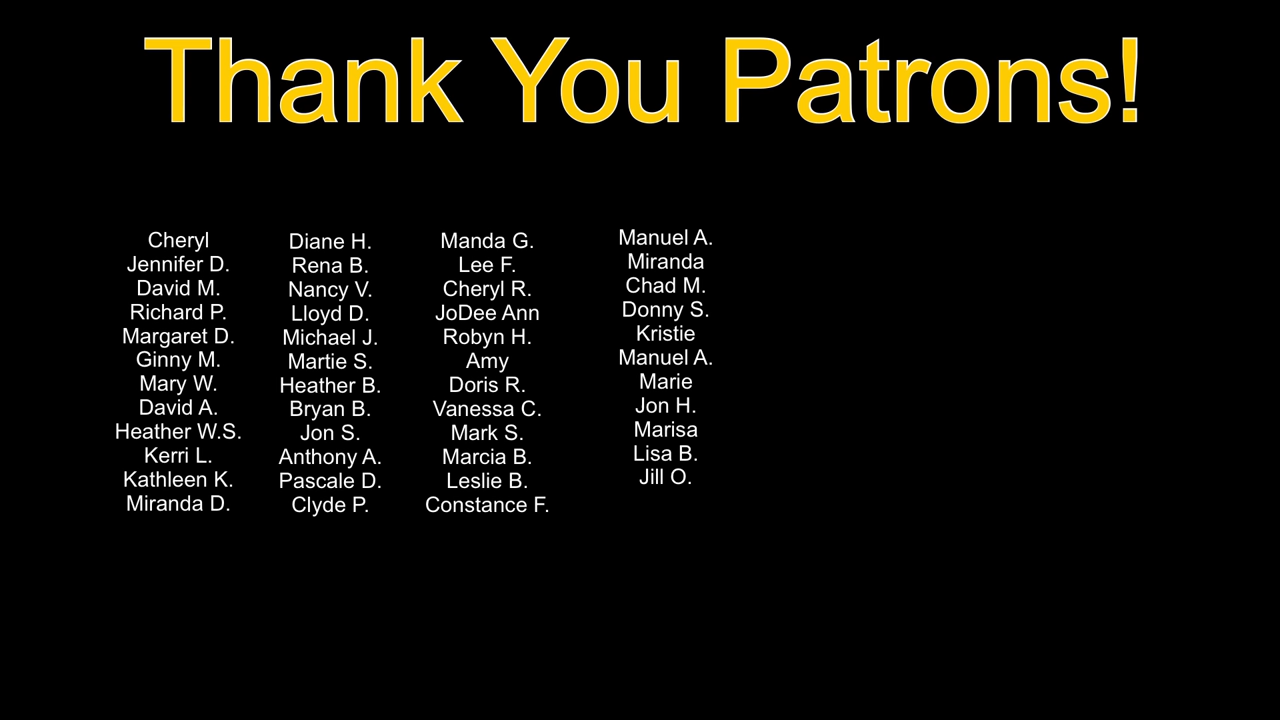 Thank You Patrons!
Cheryl
Jennifer D.
David M.
Richard P.
Margaret D.
Ginny M.
Mary W.
David A.
Heather W.S.
Kerri L.
Kathleen K.
Miranda D.
Diane H.
Rena B.
Nancy V.
Lloyd D.
Michael J.
Martie S.
Heather B.
Bryan B.
Jon S.
Anthony A.
Pascale D.
Clyde P.
Manda G.
Lee F.
Cheryl R.
JoDee Ann
Robyn H.
Amy
Doris R.
Vanessa C.
Mark S.
Marcia B.
Leslie B.
Constance F.
Manuel A.
Miranda
Chad M.
Donny S.
Kristie
Manuel A.
Marie
Jon H.
Marisa
Lisa B.
Jill O.